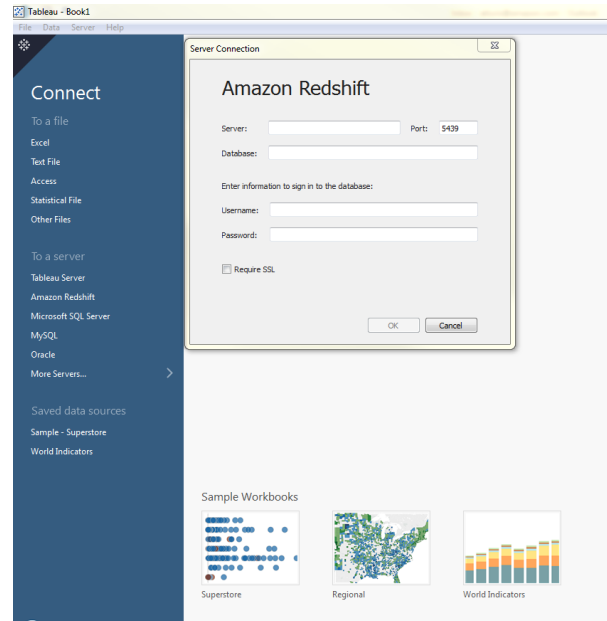 Tableau - Book1
File Data Server Help
Connect
To a file
Excel
Text File
Access
Statistical File
Other Files
To a server
Tableau Server
Amazon Redshift
Microsoft SQL Server
MySQL
Oracle
More Servers...
Saved data sources
Sample - Superstore
World Indicators
Server Connection
Amazon Redshift
Server: Port: 5439
Database:
Enter information to sign in to the database:
Username:
Password:
Require SSL
OK Cancel
Sample Workbooks
Superstore Regional World Indicators